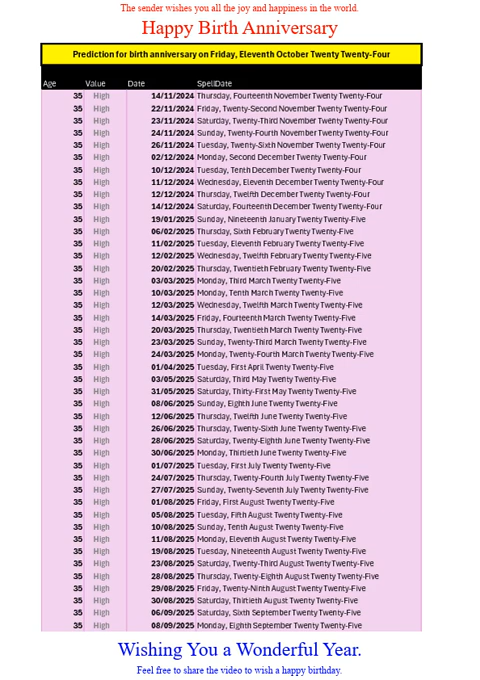 The sender wishes you all the joy and happiness in the world.
Happy Birth Anniversary
Prediction for birth anniversary on Friday, Eleventh October Twenty Twenty-Four
Age Value Date SpellDate
35 High 14/11/2024 Thursday, Fourteenth November Twenty Twenty-Four
35 High 22/11/2024 Friday, Twenty-Second November Twenty Twenty-Four
35 High 23/11/2024 Saturday, Twenty-Third November Twenty Twenty-Four
35 High 24/11/2024 Sunday, Twenty-Fourth November Twenty Twenty-Four
35 High 26/11/2024 Tuesday, Twenty-Sixth November Twenty Twenty-Four
35 High 02/12/2024 Monday, Second December Twenty Twenty-Four
35 High 10/12/2024 Tuesday, Tenth December Twenty Twenty-Four
35 High 11/12/2024 Wednesday, Eleventh December Twenty Twenty-Four
35 High 12/12/2024 Thursday, Twelfth December Twenty Twenty-Four
35 High 14/12/2024 Saturday, Fourteenth December Twenty Twenty-Four
35 High 19/01/2025 Sunday, Nineteenth January Twenty Twenty-Five
35 High 06/02/2025 Thursday, Sixth February Twenty Twenty-Five
35 High 11/02/2025 Tuesday, Eleventh February Twenty Twenty-Five
35 High 12/02/2025 Wednesday, Twelfth February Twenty Twenty-Five
35 High 20/02/2025 Thursday, Twentieth February Twenty Twenty-Five
35 High 03/03/2025 Monday, Third March Twenty Twenty-Five
35 High 10/03/2025 Monday, Tenth March Twenty Twenty-Five
35 High 12/03/2025 Wednesday, Twelfth March Twenty Twenty-Five
35 High 14/03/2025 Friday, Fourteenth March Twenty Twenty-Five
35 High 20/03/2025 Thursday, Twentieth March Twenty Twenty-Five
35 High 23/03/2025 Sunday, Twenty-Third March Twenty Twenty-Five
35 High 24/03/2025 Monday, Twenty-Fourth March Twenty Twenty-Five
35 High 01/04/2025 Tuesday, First April Twenty Twenty-Five
35 High 03/05/2025 Saturday, Third May Twenty Twenty-Five
35 High 31/05/2025 Saturday, Thirty-First May Twenty Twenty-Five
35 High 08/06/2025 Sunday, Eighth June Twenty Twenty-Five
35 High 12/06/2025 Thursday, Twelfth June Twenty Twenty-Five
35 High 26/06/2025 Thursday, Twenty-Sixth June Twenty Twenty-Five
35 High 28/06/2025 Saturday, Twenty-Eighth June Twenty Twenty-Five
35 High 30/06/2025 Monday, Thirtieth June Twenty Twenty-Five
35 High 01/07/2025 Tuesday, First July Twenty Twenty-Five
35 High 24/07/2025 Thursday, Twenty-Fourth July Twenty Twenty-Five
35 High 27/07/2025 Sunday, Twenty-Seventh July Twenty Twenty-Five
35 High 01/08/2025 Friday, First August Twenty Twenty-Five
35 High 05/08/2025 Tuesday, Fifth August Twenty Twenty-Five
35 High 10/08/2025 Sunday, Tenth August Twenty Twenty-Five
35 High 11/08/2025 Monday, Eleventh August Twenty Twenty-Five
35 High 19/08/2025 Tuesday, Nineteenth August Twenty Twenty-Five
35 High 23/08/2025 Saturday, Twenty-Third August Twenty Twenty-Five
35 High 28/08/2025 Thursday, Twenty-Eighth August Twenty Twenty-Five
35 High 29/08/2025 Friday, Twenty-Ninth August Twenty Twenty-Five
35 High 30/08/2025 Saturday, Thirtieth August Twenty Twenty-Five
35 High 06/09/2025 Saturday, Sixth September Twenty Twenty-Five
35 High 08/09/2025 Monday, Eighth September Twenty Twenty-Five
Wishing You a Wonderful Year.
Feel free to share the video to wish a happy birthday.